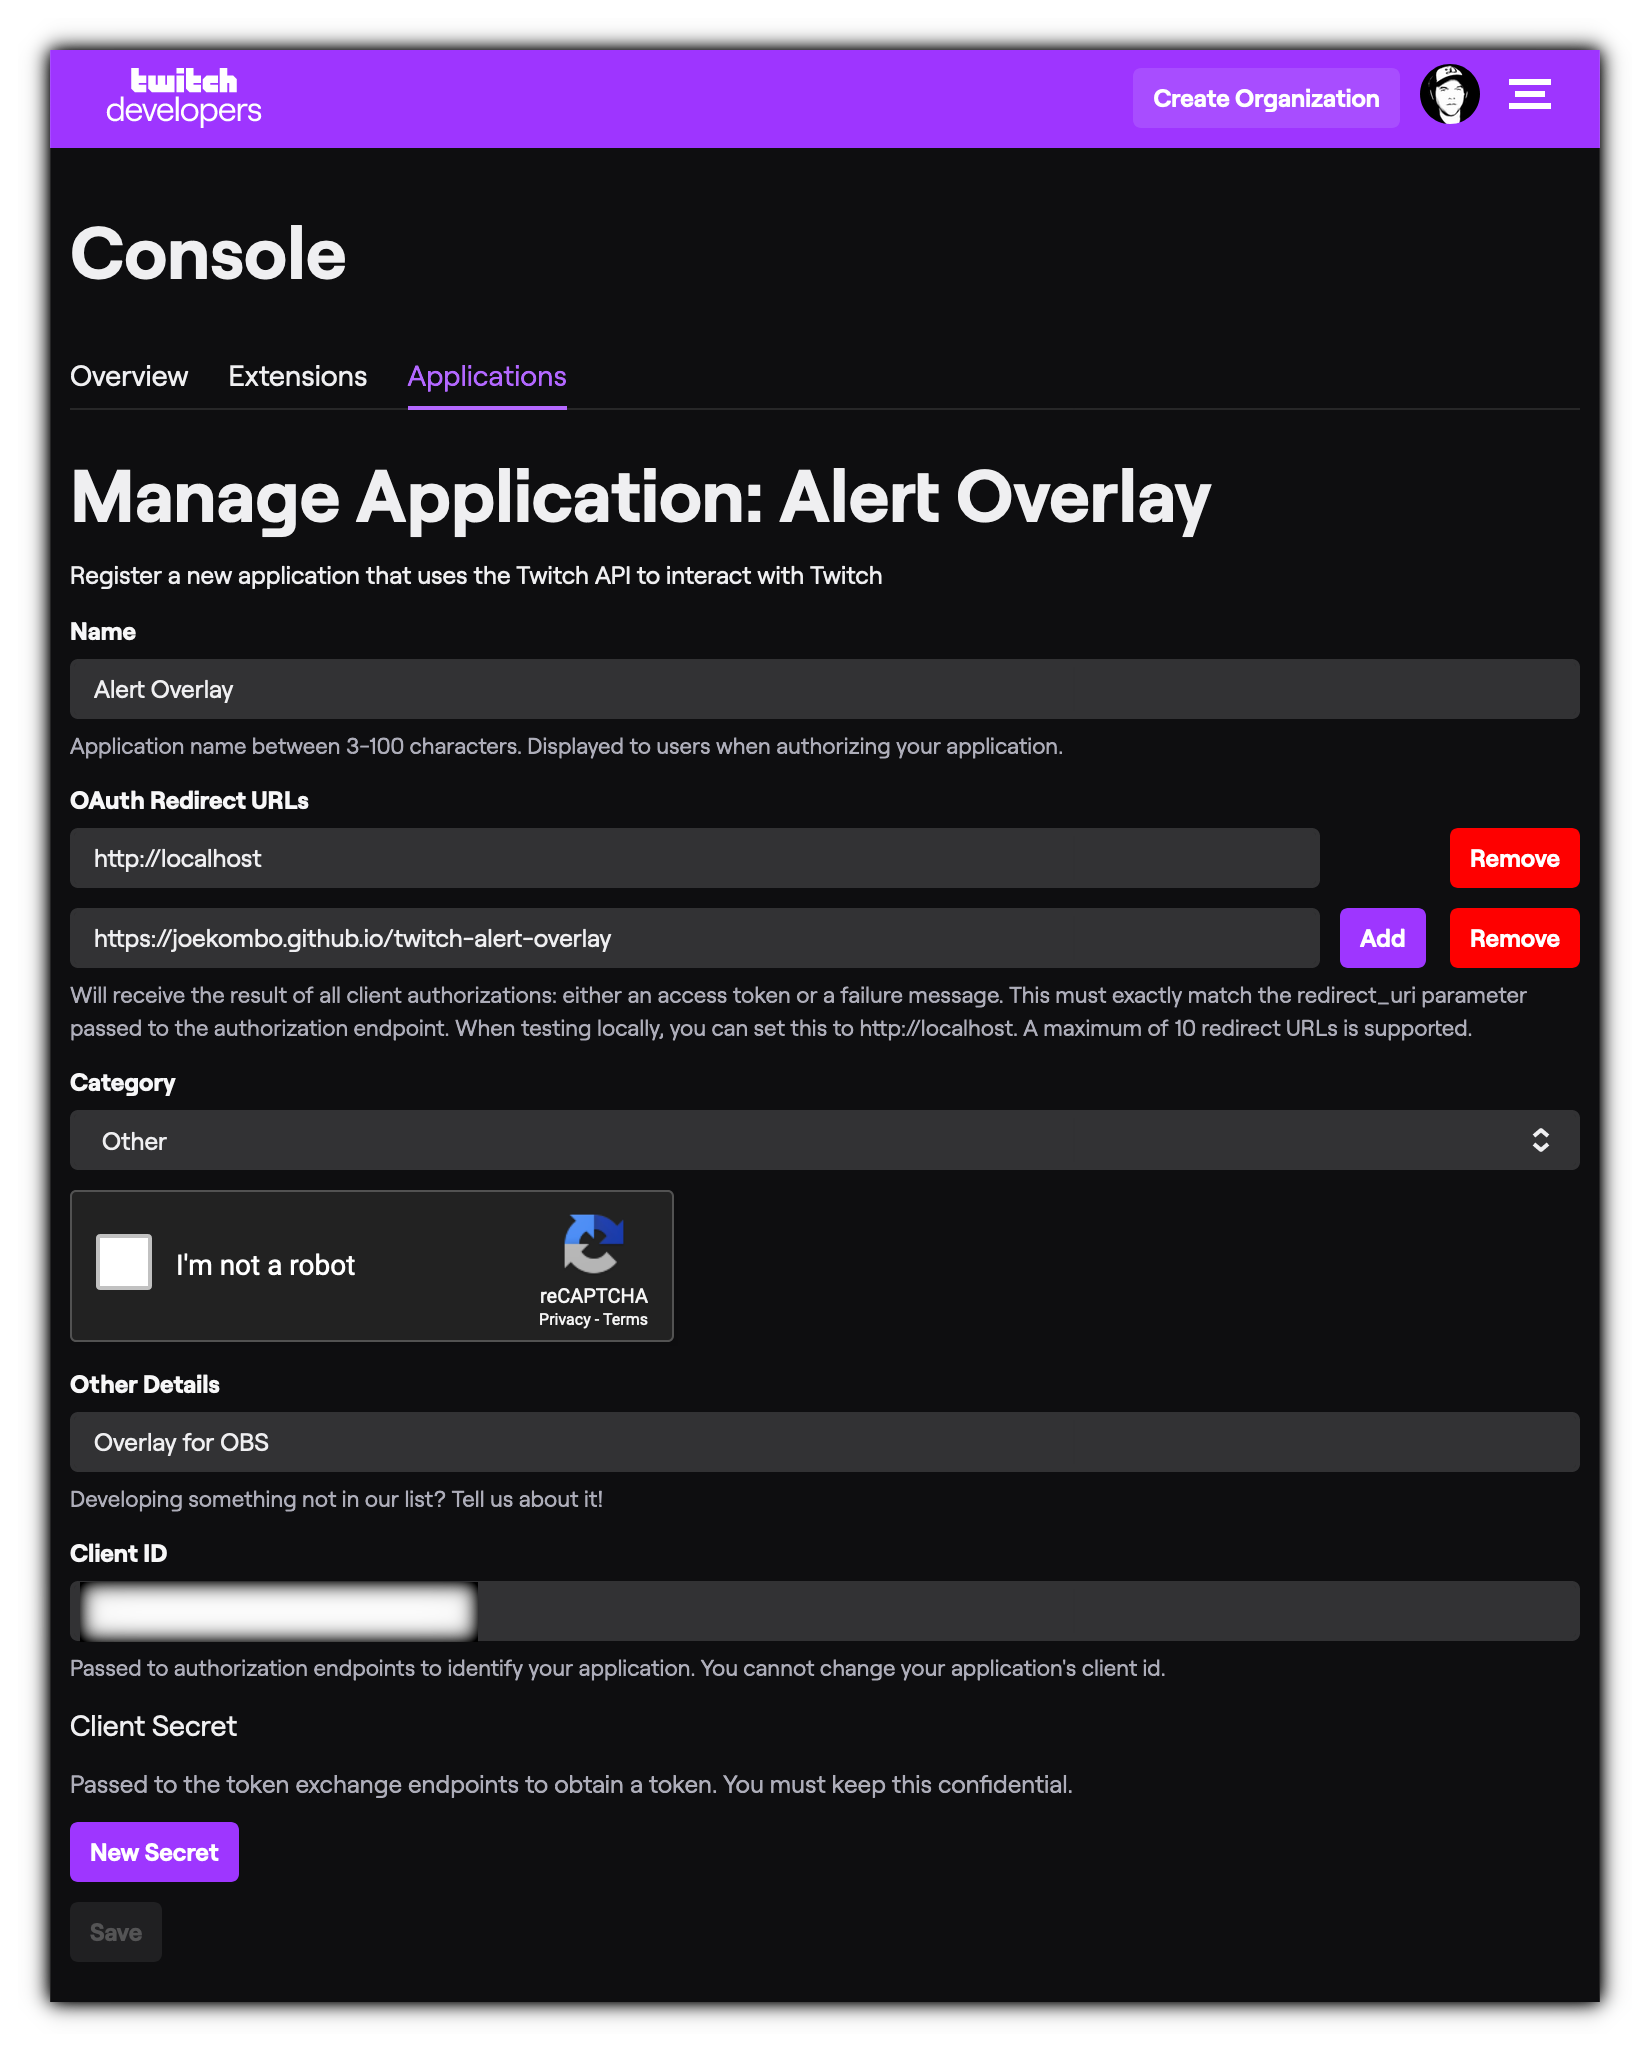 twitch
developers
Create Organization
Console
Overview Extensions Applications
Manage Application: Alert Overlay
Register a new application that uses the Twitch API to interact with Twitch
Name
Alert Overlay
Application name between 3-100 characters. Displayed to users when authorizing your application.
OAuth Redirect URLs
http://localhost Remove
https://joekombo.github.io/twitch-alert-overlay Add Remove
Will receive the result of all client authorizations: either an access token or a failure message. This must exactly match the redirect_uri parameter
passed to the authorization endpoint. When testing locally, you can set this to http://localhost. A maximum of 10 redirect URLs is supported.
Category
Other
I'm not a robot
reCAPTCHA
Privacy - Terms
Other Details
Overlay for OBS
Developing something not in our list? Tell us about it!
Client ID
Passed to authorization endpoints to identify your application. You cannot change your application's client id.
Client Secret
Passed to the token exchange endpoints to obtain a token. You must keep this confidential.
New Secret
Save